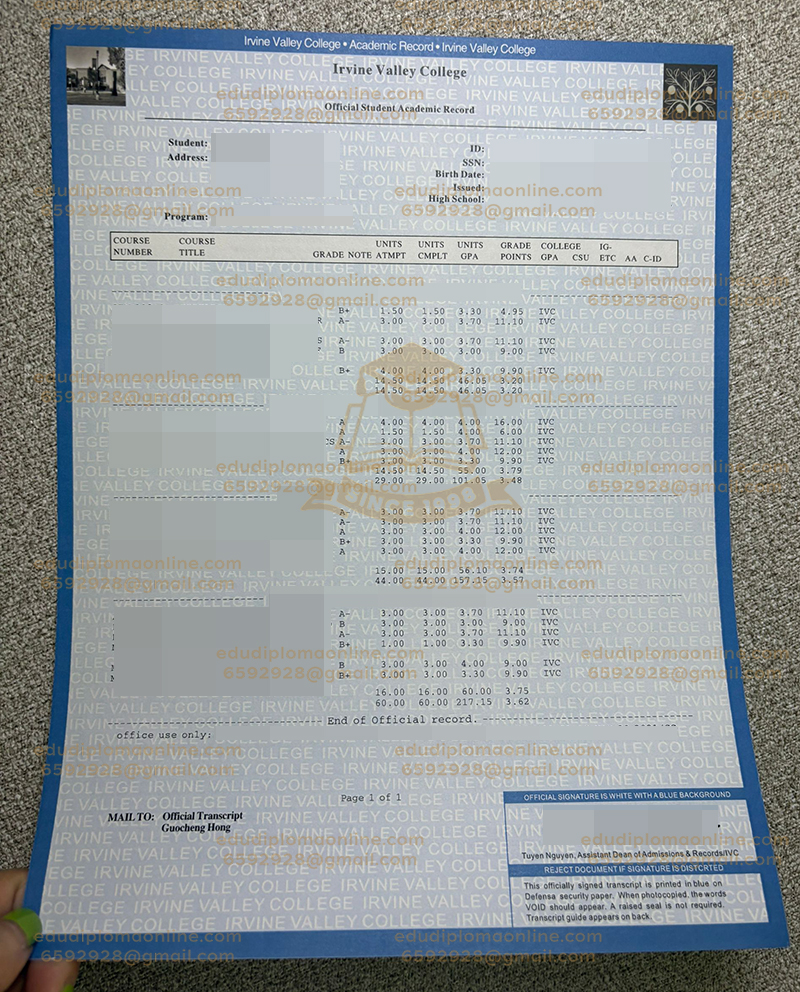 Irvine Valley College • Academic Record • Irvine Valley College
Irvine Valley College
Official Student Academic Record
Student:
Address:
ID:
SSN:
Birth Date:
Issued:
High School:
Program:
COURSE NUMBER COURSE TITLE GRADE NOTE UNITS ATMPT UNITS CMPLT UNITS GPA GRADE POINTS COLLEGE GPA CSU IG-ETC AA C-ID
B+ 1.50 1.50 3.30 4.95 IVC
R A- 3.00 3.00 3.70 11.10 IVC
S A- 3.00 3.00 3.70 11.10 IVC
B 3.00 3.00 3.00 9.00 IVC
B+ 4.00 4.00 3.30 9.90 IVC
14.50 14.50 46.05 3.20
14.50 14.50 46.05 3.20
A 4.00 4.00 4.00 16.00 IVC
A 1.50 1.50 4.00 6.00 IVC
CS A- 3.00 3.00 3.70 11.10 IVC
A 3.00 3.00 4.00 12.00 IVC
B+ 3.00 3.00 3.30 9.90 IVC
14.50 14.50 55.00 3.79
29.00 29.00 101.05 3.48
A- 3.00 3.00 3.70 11.10 IVC
A- 3.00 3.00 3.70 11.10 IVC
A 3.00 3.00 4.00 12.00 IVC
B+ 3.00 3.00 3.30 9.90 IVC
A 3.00 3.00 4.00 12.00 IVC
15.00 15.00 56.10 3.74
44.00 44.00 157.15 3.57
A- 3.00 3.00 3.70 11.10 IVC
B 3.00 3.00 3.00 9.00 IVC
A- 3.00 3.00 3.70 11.10 IVC
B+ 1.00 1.00 3.30 9.90 IVC
B 3.00 3.00 4.00 9.00 IVC
B+ 3.00 3.00 3.30 9.90 IVC
16.00 16.00 60.00 3.75
60.00 60.00 217.15 3.62
End of Official record.
office use only:
Page 1 of 1
MAIL TO: Official Transcript
Guocheng Hong
OFFICIAL SIGNATURE IS WHITE WITH A BLUE BACKGROUND
Tuyen Nguyen, Assistant Dean of Admissions & Records/IVC
REJECT DOCUMENT IF SIGNATURE IS DISTCRTED
This officially signed transcript is printed in blue on
Defensa security paper. When photocopied, the words
VOID should appear. A raised seal is not required.
Transcript guide appears on back.
IRVINE VALLEY COLLEGE
edudiplomaonline.com
6592928@gmail.com